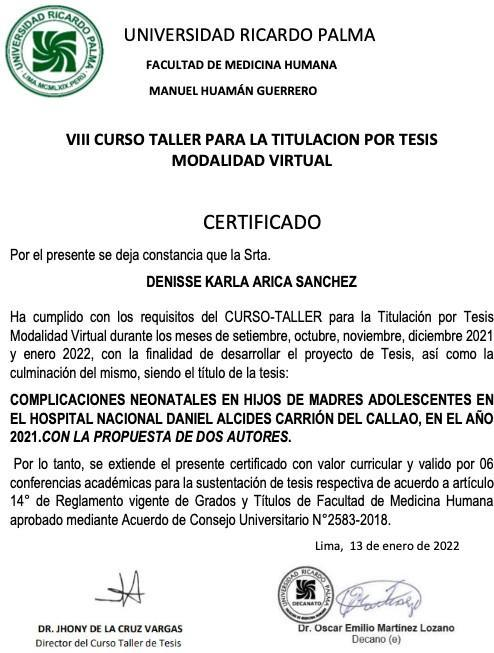 UNIVERSIDAD RICARDO PALMA
LIMA, MCMLXIX, PERU
UNIVERSIDAD RICARDO PALMA
FACULTAD DE MEDICINA HUMANA
MANUEL HUAMÁN GUERRERO
VIII CURSO TALLER PARA LA TITULACION POR TESIS
MODALIDAD VIRTUAL
CERTIFICADO
Por el presente se deja constancia que la Srta.
DENISSE KARLA ARICA SANCHEZ
Ha cumplido con los requisitos del CURSO-TALLER para la Titulación por Tesis
Modalidad Virtual durante los meses de setiembre, octubre, noviembre, diciembre 2021
y enero 2022, con la finalidad de desarrollar el proyecto de Tesis, así como la
culminación del mismo, siendo el título de la tesis:
COMPLICACIONES NEONATALES EN HIJOS DE MADRES ADOLESCENTES EN
EL HOSPITAL NACIONAL DANIEL ALCIDES CARRIÓN DEL CALLAO, EN EL AÑO
2021.CON LA PROPUESTA DE DOS AUTORES.
Por lo tanto, se extiende el presente certificado con valor curricular y valido por 06
conferencias académicas para la sustentación de tesis respectiva de acuerdo a artículo
14° de Reglamento vigente de Grados y Títulos de Facultad de Medicina Humana
aprobado mediante Acuerdo de Consejo Universitario N°2583-2018.
Lima, 13 de enero de 2022
UNIVERSIDAD RICARDO PALMA
DECANATO
DR. JHONY DE LA CRUZ VARGAS
Director del Curso Taller de Tesis
Dr. Oscar Emilio Martínez Lozano
Decano (e)